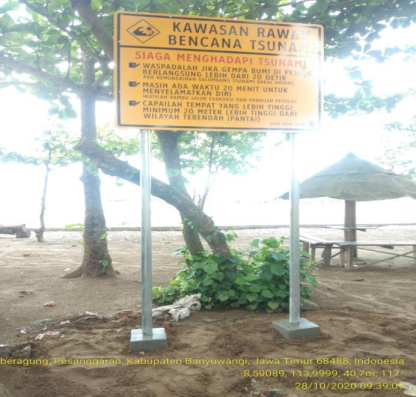 KAWASAN RAWAN
BENCANA TSUNAMI
SIAGA MENGHADAPI TSUNAMI
WASPADALAH JIKA GEMPA BUMI DI PESISIR
BERLANGSUNG LEBIH DARI 20 DETIK
MASIH ADA WAKTU 20 MENIT UNTUK
MENYELAMATKAN DIRI
CAPAILAH TEMPAT YANG LEBIH TINGGI
MINIMUM 20 METER LEBIH TINGGI DARI
WILAYAH TERENDAH (PANTAI)
beragung, Pesanggaran, Kabupaten Banyuwangi, Jawa Timur 68488, Indonesia
8,59089, 113,9999, 40,7m, 117°
28/10/2020 09:39:05